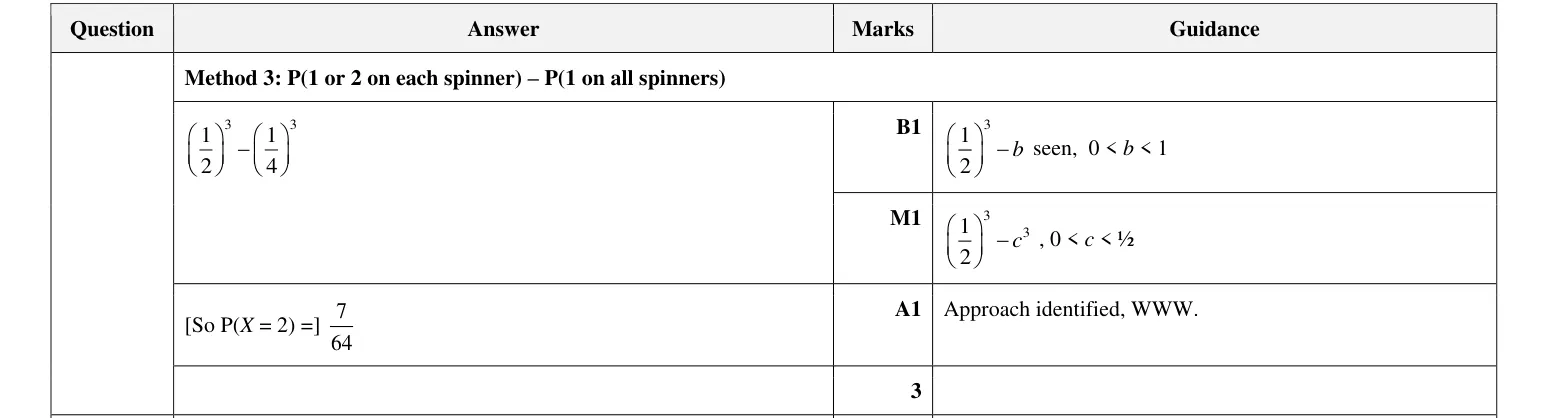 Question Answer Marks Guidance
Method 3: P(1 or 2 on each spinner) – P(1 on all spinners)
(1/2)³ – (1/4)³ B1 (1/2)³ – b seen, 0 < b < 1
M1 (1/2)³ – c³ , 0 < c < ½
[So P(X = 2) =] 7/64 A1 Approach identified, WWW.
3